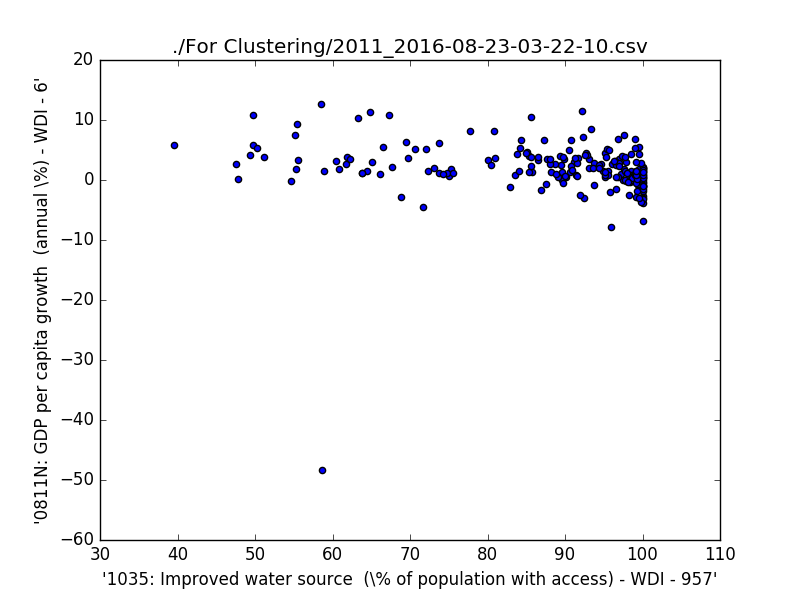 ./For Clustering/2011_2016-08-23-03-22-10.csv
'0811N: GDP per capita growth  (annual \%) - WDI - 6'
20
10
0
−10
−20
−30
−40
−50
−60
30 40 50 60 70 80 90 100 110
'1035: Improved water source  (\% of population with access) - WDI - 957'